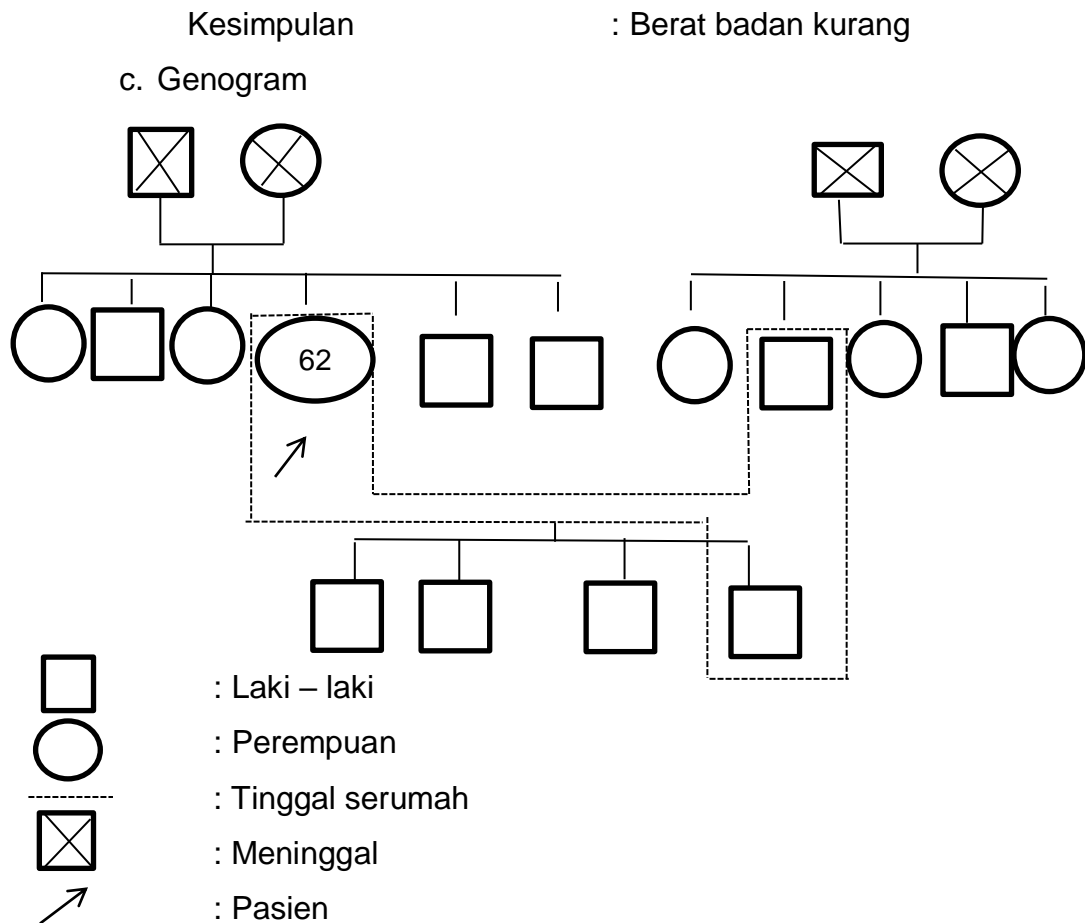 Kesimpulan : Berat badan kurang
c. Genogram
62
: Laki – laki
: Perempuan
: Tinggal serumah
: Meninggal
: Pasien